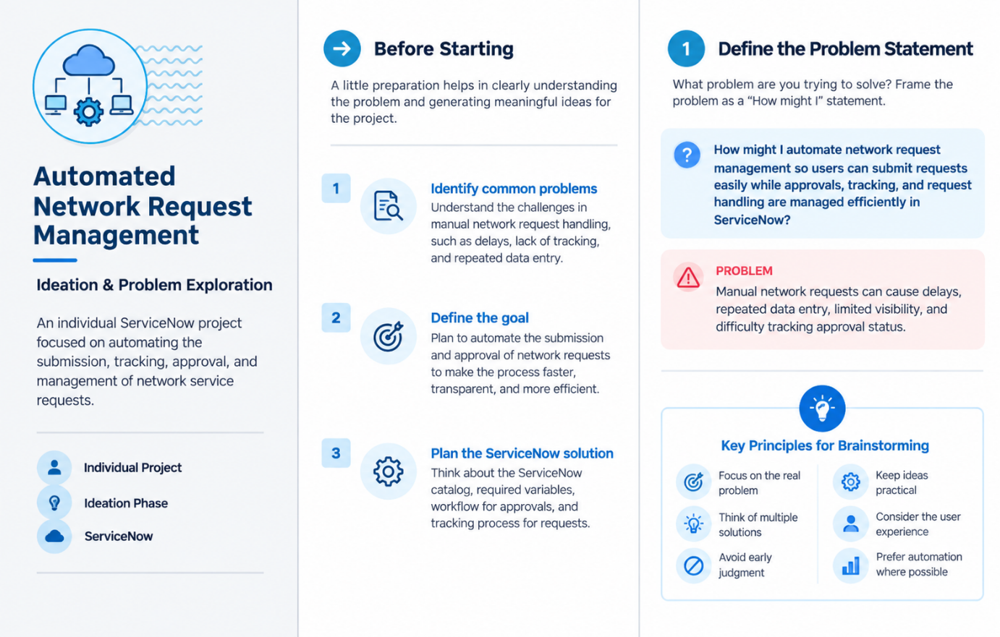 Automated
Network Request
Management
Ideation & Problem Exploration
An individual ServiceNow project
focused on automating the
submission, tracking, approval, and
management of network service
requests.
Individual Project
Ideation Phase
ServiceNow
Before Starting
A little preparation helps in clearly understanding
the problem and generating meaningful ideas for
the project.
1
Identify common problems
Understand the challenges in
manual network request handling,
such as delays, lack of tracking,
and repeated data entry.
2
Define the goal
Plan to automate the submission
and approval of network requests
to make the process faster,
transparent, and more efficient.
3
Plan the ServiceNow solution
Think about the ServiceNow
catalog, required variables,
workflow for approvals, and
tracking process for requests.
1
Define the Problem Statement
What problem are you trying to solve? Frame the
problem as a “How might I” statement.
?
How might I automate network request
management so users can submit requests
easily while approvals, tracking, and request
handling are managed efficiently in
ServiceNow?
PROBLEM
Manual network requests can cause delays,
repeated data entry, limited visibility, and
difficulty tracking approval status.
Key Principles for Brainstorming
Focus on the real
problem
Think of multiple
solutions
Avoid early
judgment
Keep ideas
practical
Consider the user
experience
Prefer automation
where possible